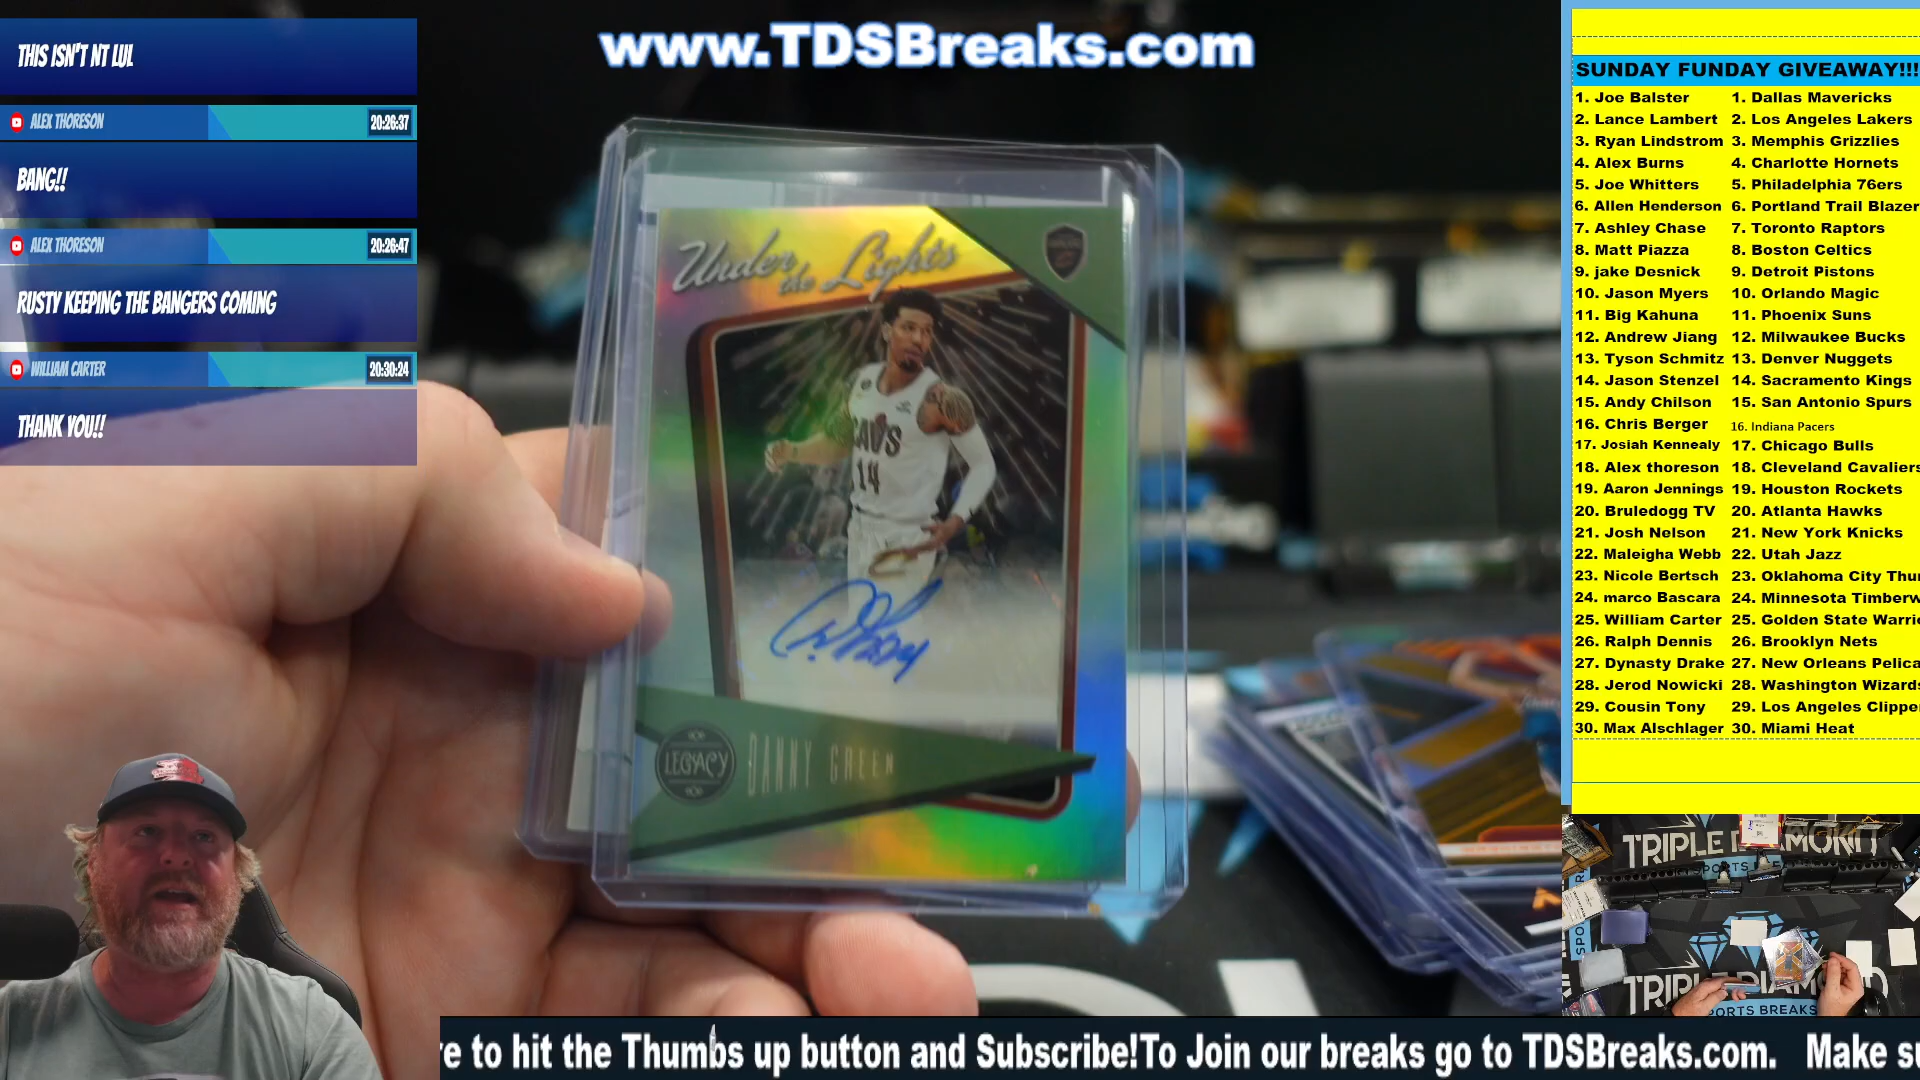 THIS ISN'T NT LUL
ALEX THORESON 20:26:37
BANG!!
ALEX THORESON 20:26:47
RUSTY KEEPING THE BANGERS COMING
WILLIAM CARTER 20:30:24
THANK YOU!!
www.TDSBreaks.com
Under
the Lights
CAVS
14
LEGACY
DANNY GREEN
SUNDAY FUNDAY GIVEAWAY!!!
1. Joe Balster 1. Dallas Mavericks
2. Lance Lambert 2. Los Angeles Lakers
3. Ryan Lindstrom 3. Memphis Grizzlies
4. Alex Burns 4. Charlotte Hornets
5. Joe Whitters 5. Philadelphia 76ers
6. Allen Henderson 6. Portland Trail Blazer
7. Ashley Chase 7. Toronto Raptors
8. Matt Piazza 8. Boston Celtics
9. jake Desnick 9. Detroit Pistons
10. Jason Myers 10. Orlando Magic
11. Big Kahuna 11. Phoenix Suns
12. Andrew Jiang 12. Milwaukee Bucks
13. Tyson Schmitz 13. Denver Nuggets
14. Jason Stenzel 14. Sacramento Kings
15. Andy Chilson 15. San Antonio Spurs
16. Chris Berger 16. Indiana Pacers
17. Josiah Kennealy 17. Chicago Bulls
18. Alex thoreson 18. Cleveland Cavaliers
19. Aaron Jennings 19. Houston Rockets
20. Bruledogg TV 20. Atlanta Hawks
21. Josh Nelson 21. New York Knicks
22. Maleigha Webb 22. Utah Jazz
23. Nicole Bertsch 23. Oklahoma City Thu
24. marco Bascara 24. Minnesota Timberw
25. William Carter 25. Golden State Warri
26. Ralph Dennis 26. Brooklyn Nets
27. Dynasty Drake 27. New Orleans Pelica
28. Jerod Nowicki 28. Washington Wizards
29. Cousin Tony 29. Los Angeles Clippe
30. Max Alschlager 30. Miami Heat
TRIPLE DIAMOND
SPORTS BREAKS
TRIPLE DIAMOND
SPORTS BREAKS
re to hit the Thumbs up button and Subscribe!To Join our breaks go to TDSBreaks.com. Make su